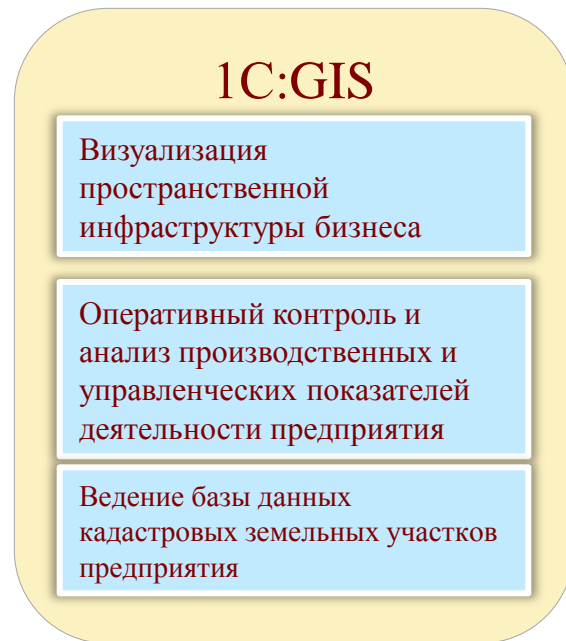 1С:GIS
Визуализация
пространственной
инфраструктуры бизнеса
Оперативный контроль и
анализ производственных и
управленческих показателей
деятельности предприятия
Ведение базы данных
кадастровых земельных участков
предприятия